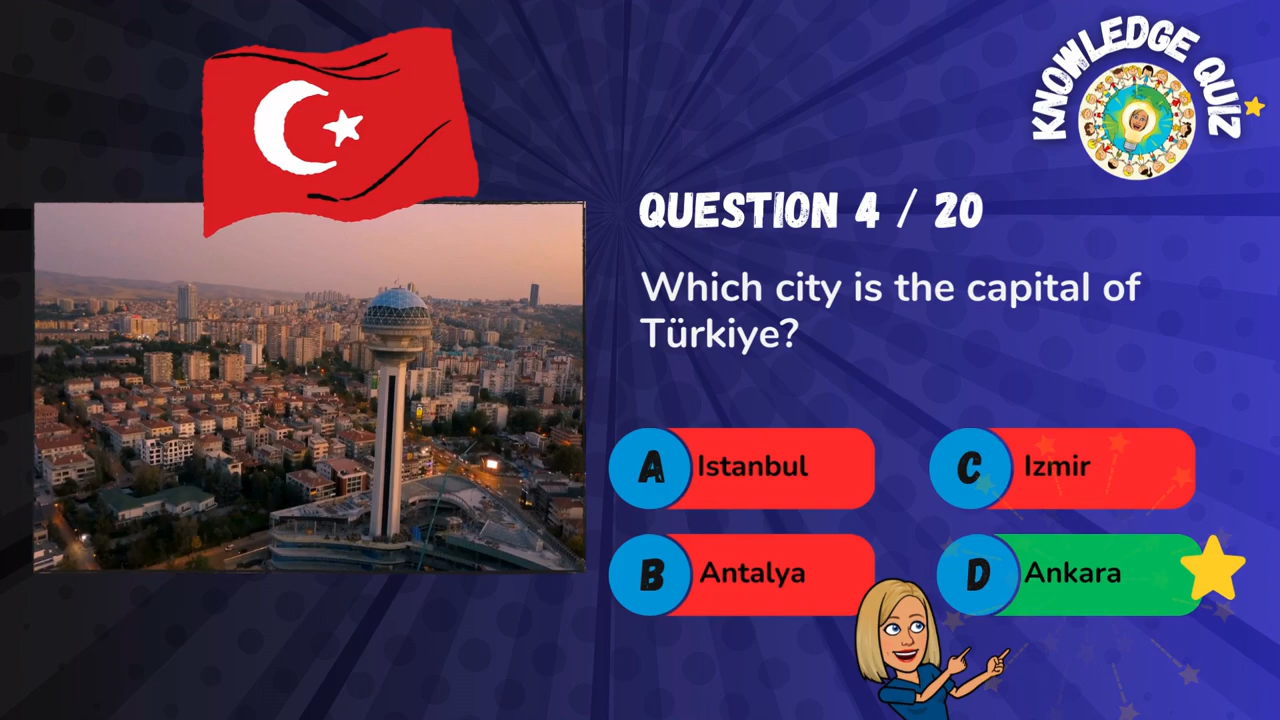 KNOWLEDGE QUIZ
QUESTION 4 / 20
Which city is the capital of
Türkiye?
A Istanbul
C Izmir
B Antalya
D Ankara